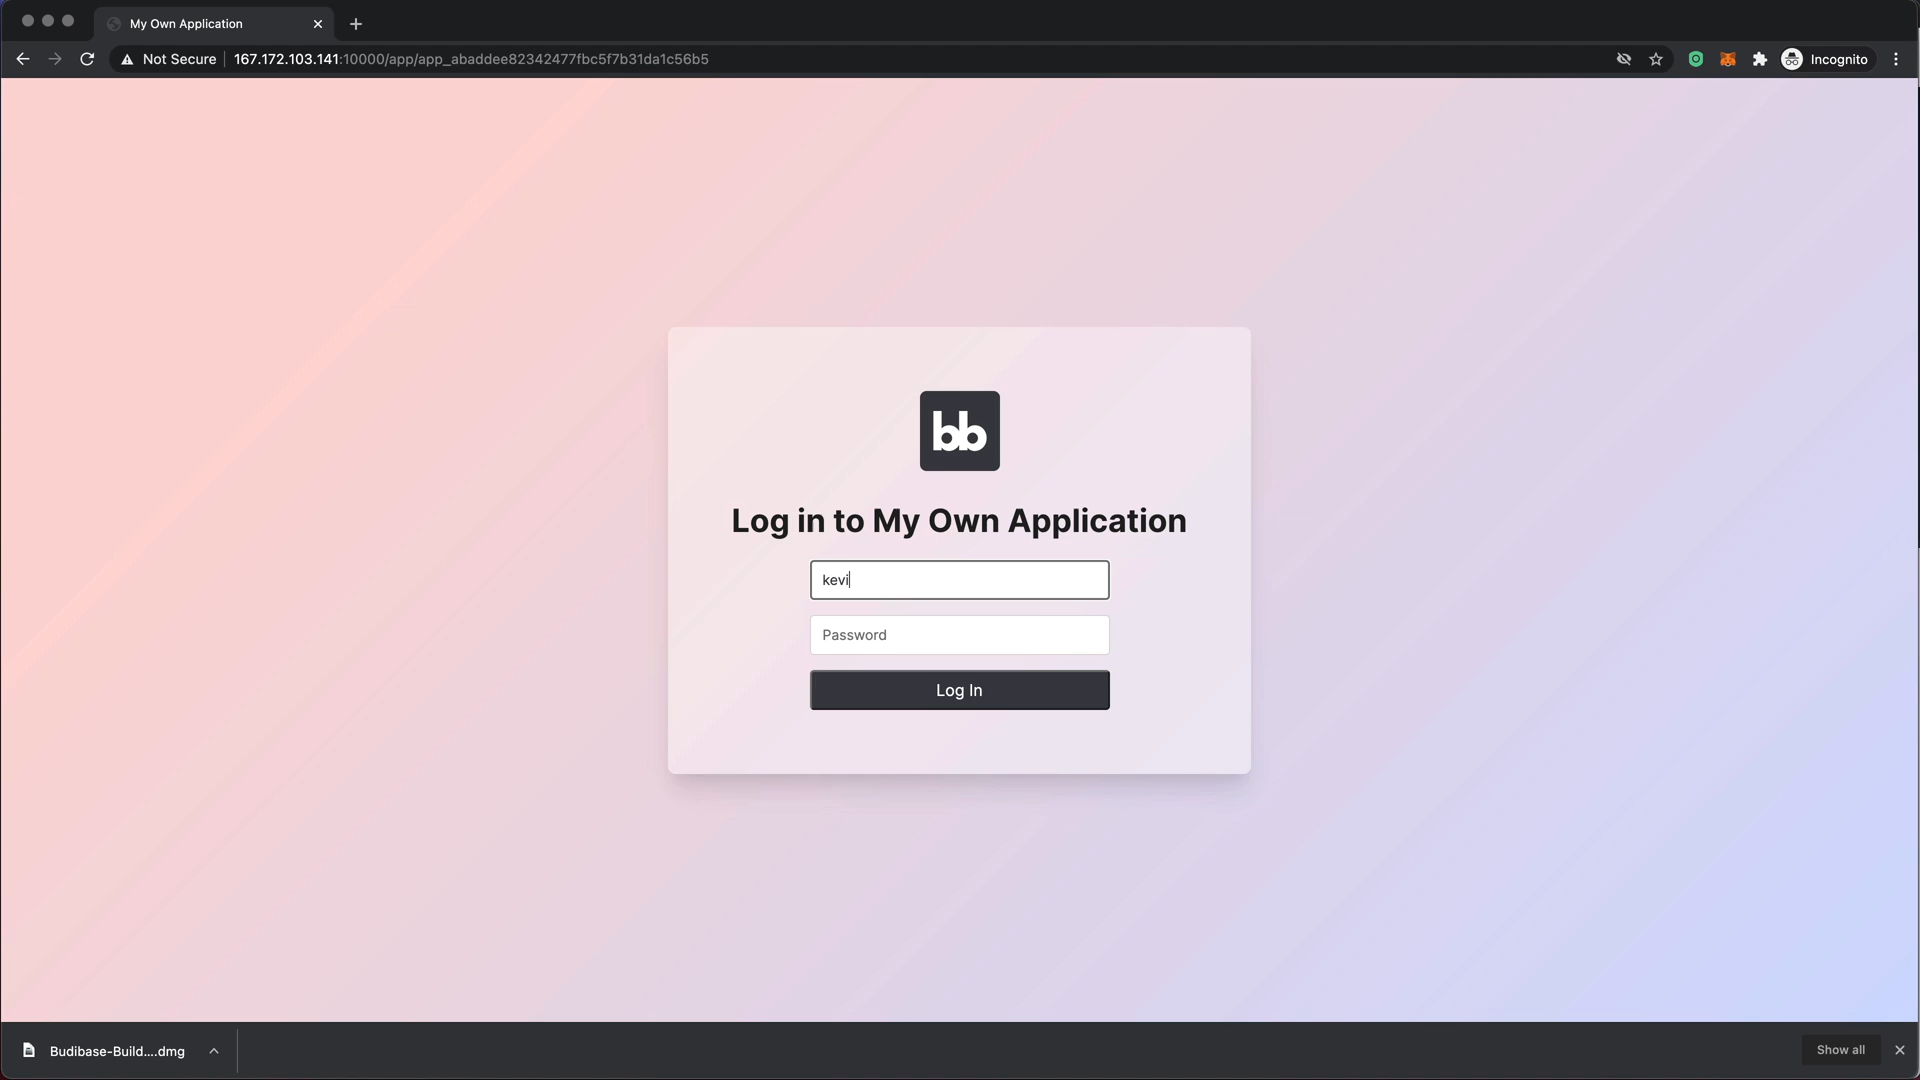 My Own Application
Not Secure 167.172.103.141:10000/app/app_abaddee82342477fbc5f7b31da1c56b5 Incognito
bb
Log in to My Own Application
kevi
Password
Log In
Budibase-Build....dmg Show all